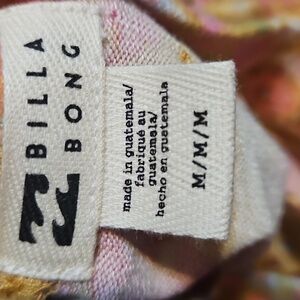 BILLA
BONG
made in guatemala/
fabriqué au
guatemala/
hecho en guatemala
M/M/M